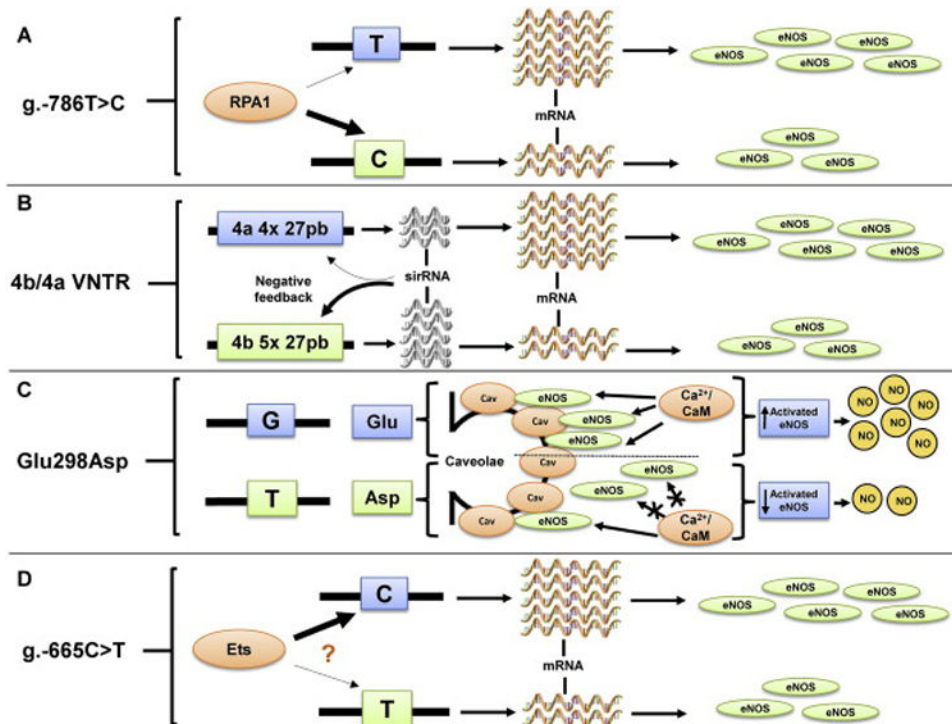 A
g.-786T>C
RPA1
T
C
mRNA
eNOS
eNOS
eNOS
eNOS
eNOS
eNOS
eNOS
eNOS
B
4b/4a VNTR
4a 4x 27pb
Negative
feedback
4b 5x 27pb
sirRNA
mRNA
eNOS
eNOS
eNOS
eNOS
eNOS
eNOS
eNOS
eNOS
C
Glu298Asp
G
T
Glu
Asp
Caveolae
Cav
Cav
Cav
Cav
Cav
eNOS
eNOS
eNOS
eNOS
eNOS
eNOS
Ca²⁺/
CaM
Ca²⁺/
CaM
Activated
eNOS
Activated
eNOS
NO
NO
NO
NO
NO
NO
NO
NO
NO
D
g.-665C>T
Ets
?
C
T
mRNA
eNOS
eNOS
eNOS
eNOS
eNOS
eNOS
eNOS
eNOS